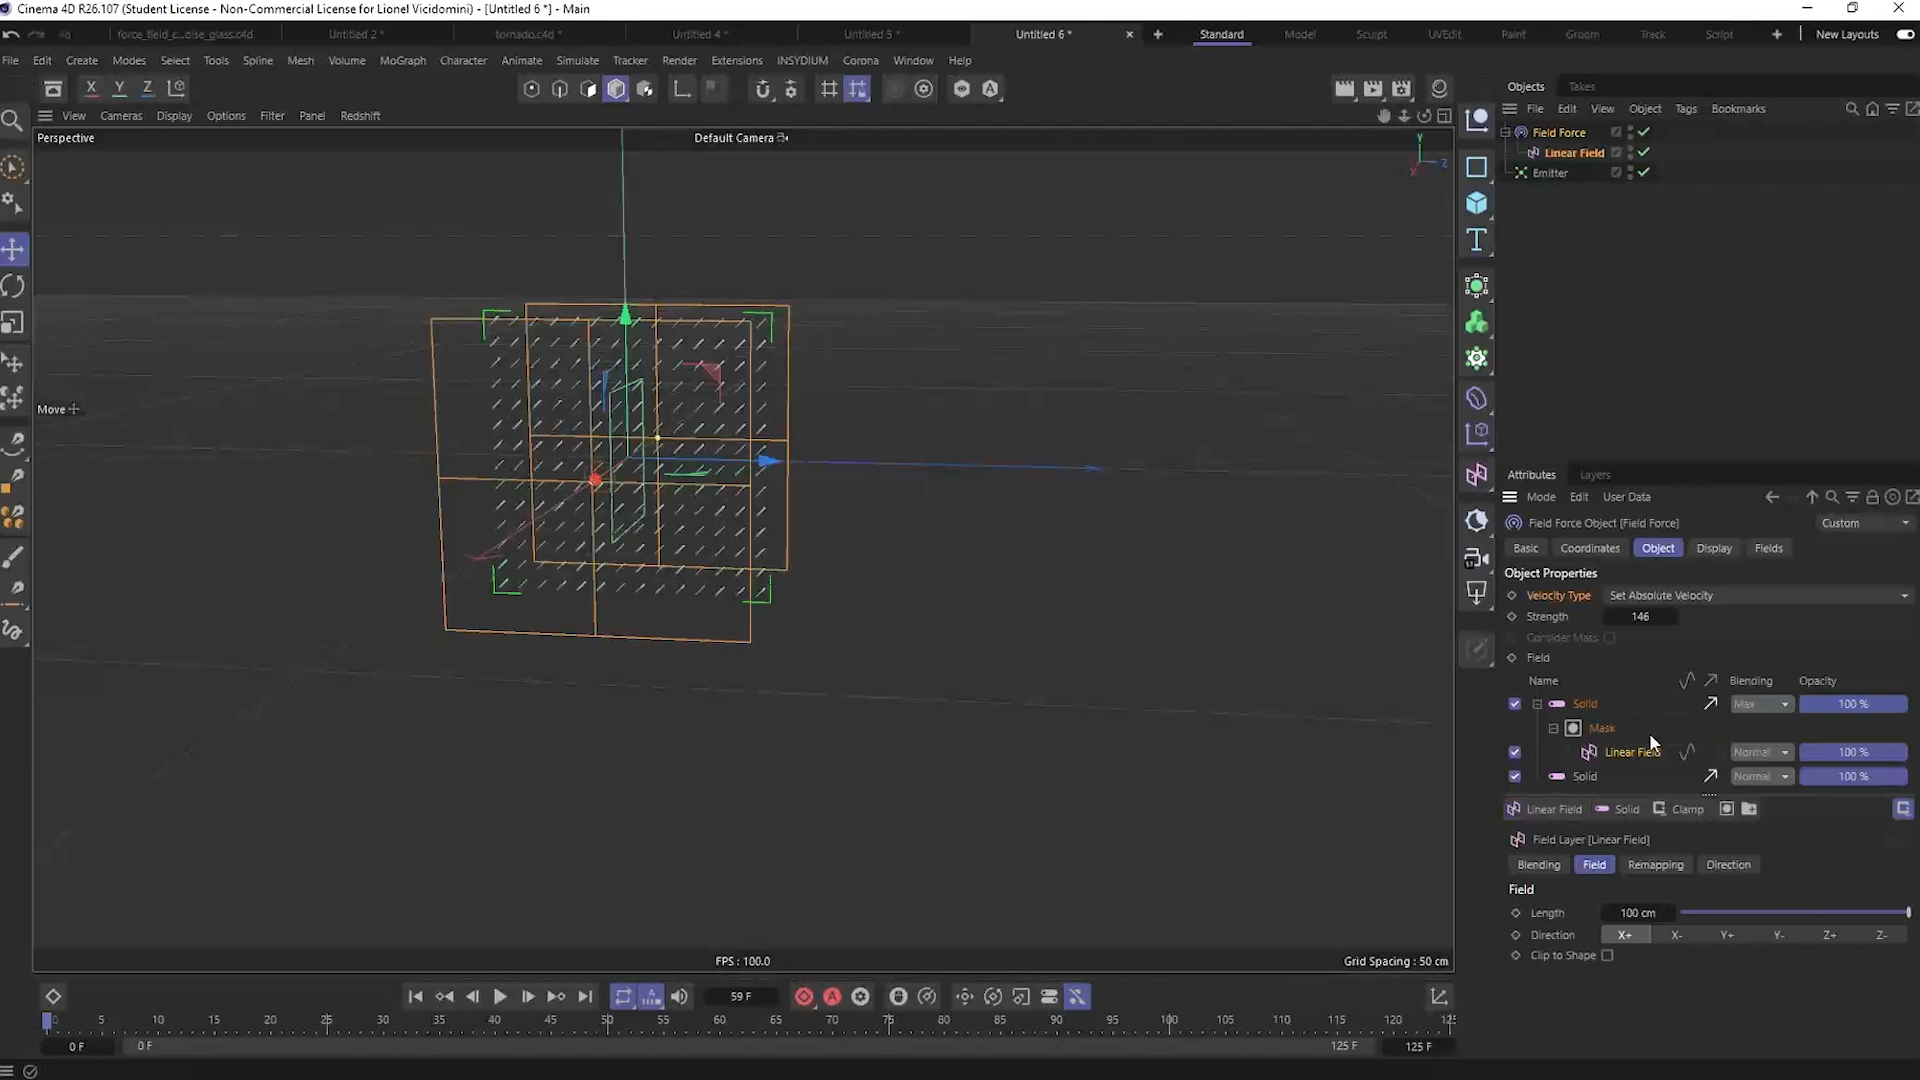 Cinema 4D R26.107 (Student License - Non-Commercial License for Lionel Vicidomini) - [Untitled 6 *] - Main
force_field_c...oise_glass.c4d
Untitled 2 *
tornado.c4d *
Untitled 4 *
Untitled 5 *
Untitled 6 *
Standard
Model
Sculpt
UVEdit
Paint
Groom
Track
Script
New Layouts
File Edit Create Modes Select Tools Spline Mesh Volume MoGraph Character Animate Simulate Tracker Render Extensions INSYDIUM Corona Window Help
X Y Z
Objects Takes
View Cameras Display Options Filter Panel Redshift
File Edit View Object Tags Bookmarks
Perspective
Default Camera
Y
Z
X
Field Force
Linear Field
Emitter
Move
Attributes Layers
Mode Edit User Data
Field Force Object [Field Force]
Custom
Basic Coordinates Object Display Fields
Object Properties
Velocity Type Set Absolute Velocity
Strength 146
Consider Mass
Field
Name Blending Opacity
Solid Max 100 %
Mask
Linear Field Normal 100 %
Solid Normal 100 %
Linear Field Solid Clamp
Field Layer [Linear Field]
Blending Field Remapping Direction
Field
Length 100 cm
Direction X+ X- Y+ Y- Z+ Z-
Clip to Shape
FPS : 100.0
Grid Spacing : 50 cm
59 F
0 5 10 15 20 25 30 35 40 45 50 55 60 65 70 75 80 85 90 95 100 105 110 115 120 12
0 F
0 F
125 F
125 F